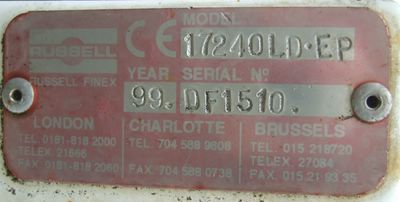 RUSSELL
RUSSELL FINEX
CE
MODEL
17240LD·EP
YEAR SERIAL Nº
99. DF1510.
LONDON
TEL. 0181-818 2000
TELEX. 21666
FAX. 0181-818 2060
CHARLOTTE
TEL. 704 588 9808
FAX. 704 588 0738
BRUSSELS
TEL. 015 218720
TELEX. 27084
FAX. 015 21 93 35